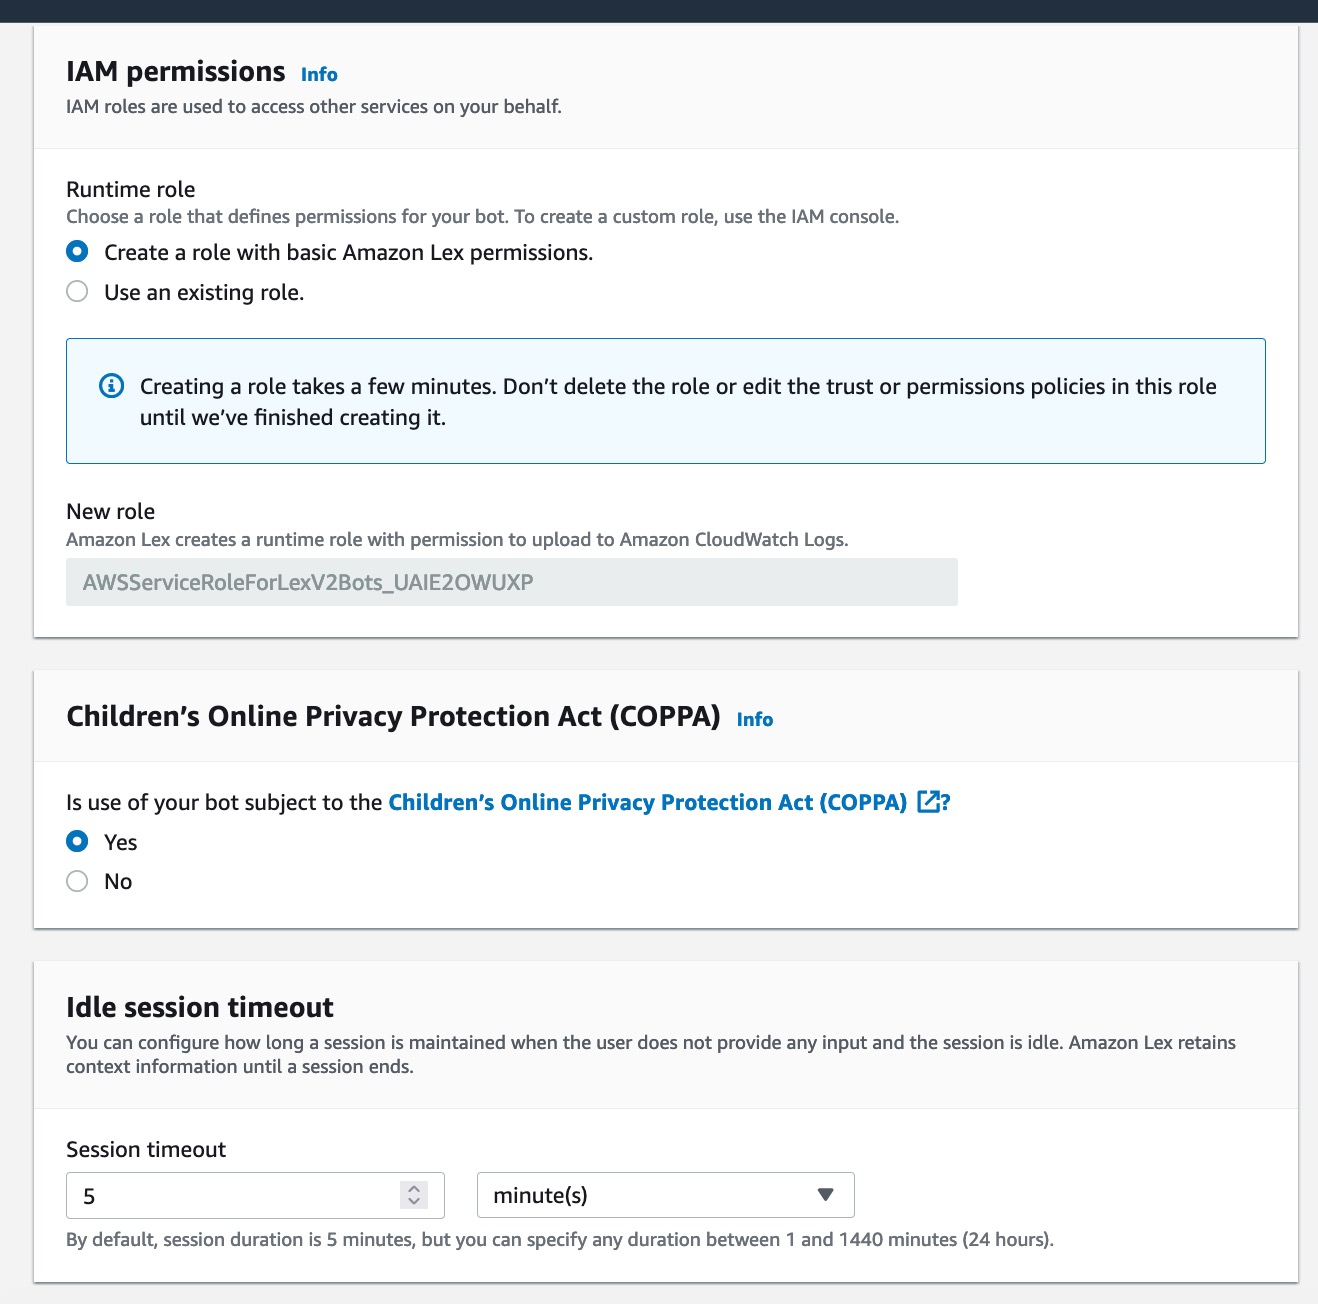 IAM permissions Info
IAM roles are used to access other services on your behalf.
Runtime role
Choose a role that defines permissions for your bot. To create a custom role, use the IAM console.
Create a role with basic Amazon Lex permissions.
Use an existing role.
Creating a role takes a few minutes. Don’t delete the role or edit the trust or permissions policies in this role
until we’ve finished creating it.
New role
Amazon Lex creates a runtime role with permission to upload to Amazon CloudWatch Logs.
AWSServiceRoleForLexV2Bots_UAIE2OWUXP
Children’s Online Privacy Protection Act (COPPA) Info
Is use of your bot subject to the Children’s Online Privacy Protection Act (COPPA) ?
Yes
No
Idle session timeout
You can configure how long a session is maintained when the user does not provide any input and the session is idle. Amazon Lex retains
context information until a session ends.
Session timeout
5 minute(s)
By default, session duration is 5 minutes, but you can specify any duration between 1 and 1440 minutes (24 hours).